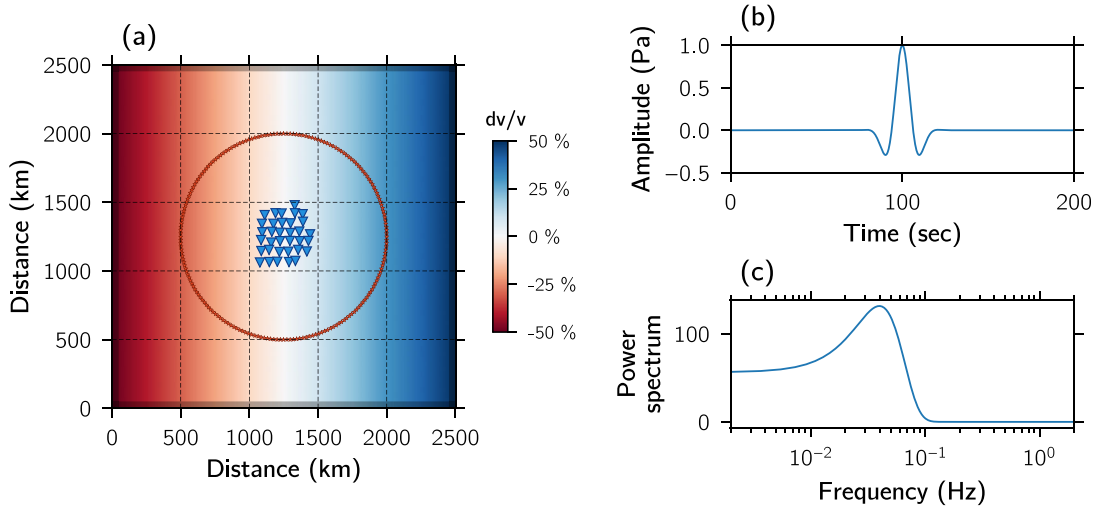 (a)
2500
2000
1500
1000
500
0
Distance (km)
0 500 1000 1500 2000 2500
Distance (km)
dv/v
50 %
25 %
0 %
-25 %
-50 %
(b)
1.0
0.5
0.0
−0.5
Amplitude (Pa)
0 100 200
Time (sec)
(c)
100
0
Power
spectrum
10⁻² 10⁻¹ 10⁰
Frequency (Hz)